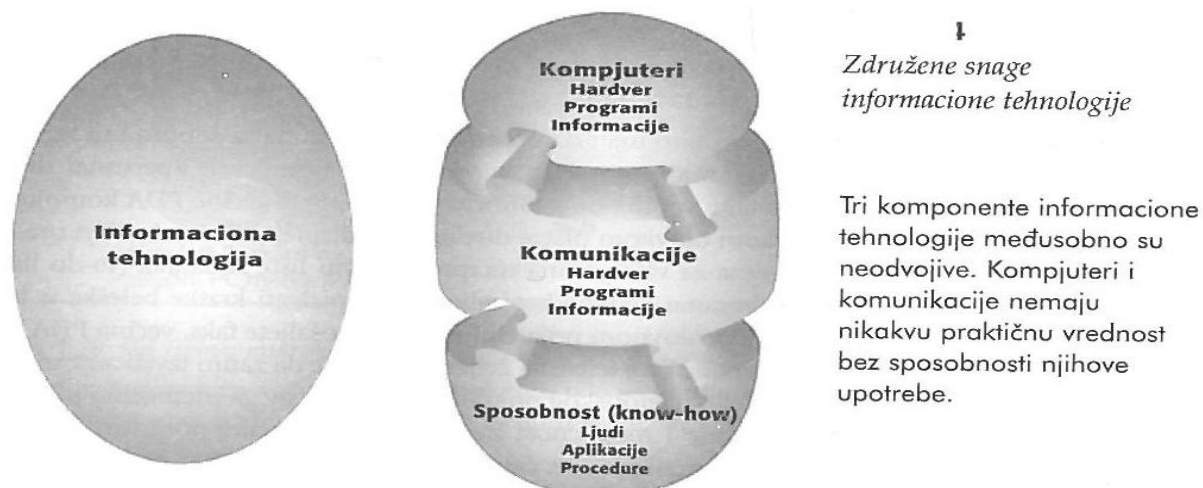 Informaciona
tehnologija
Kompjuteri
Hardver
Programi
Informacije
Komunikacije
Hardver
Programi
Informacije
Sposobnost (know-how)
Ljudi
Aplikacije
Procedure
Združene snage
informacione tehnologije
Tri komponente informacione
tehnologije međusobno su
neodvojive. Kompjuteri i
komunikacije nemaju
nikakvu praktičnu vrednost
bez sposobnosti njihove
upotrebe.